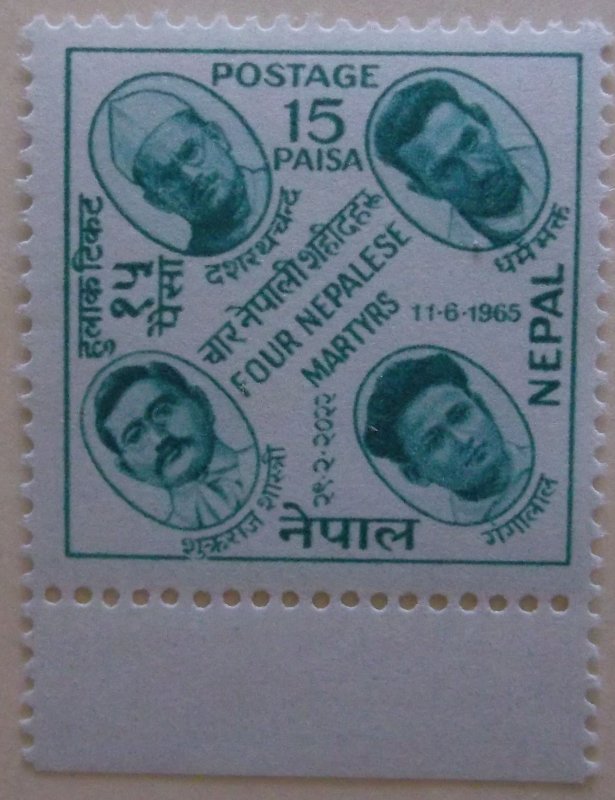 POSTAGE
15
PAISA
हुलाक टिकट
१५
पैसा
दशरथचन्द
धर्मभक्त
चार नेपाली शहीदहरू
FOUR NEPALESE
MARTYRS
11-6-1965
NEPAL
शुक्रराज शास्त्री
२९-२-२०२२
गंगालाल
नेपाल